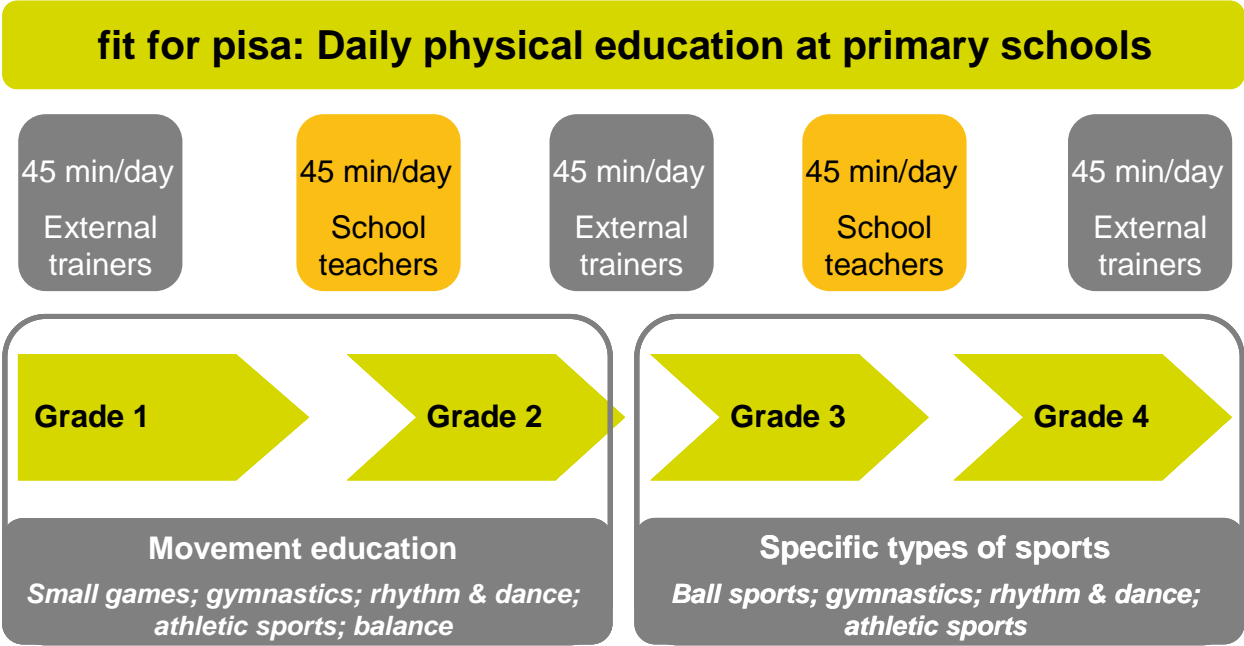 fit for pisa: Daily physical education at primary schools
45 min/day
External
trainers
45 min/day
School
teachers
45 min/day
External
trainers
45 min/day
School
teachers
45 min/day
External
trainers
Grade 1
Grade 2
Grade 3
Grade 4
Movement education
Small games; gymnastics; rhythm & dance;
athletic sports; balance
Specific types of sports
Ball sports; gymnastics; rhythm & dance;
athletic sports